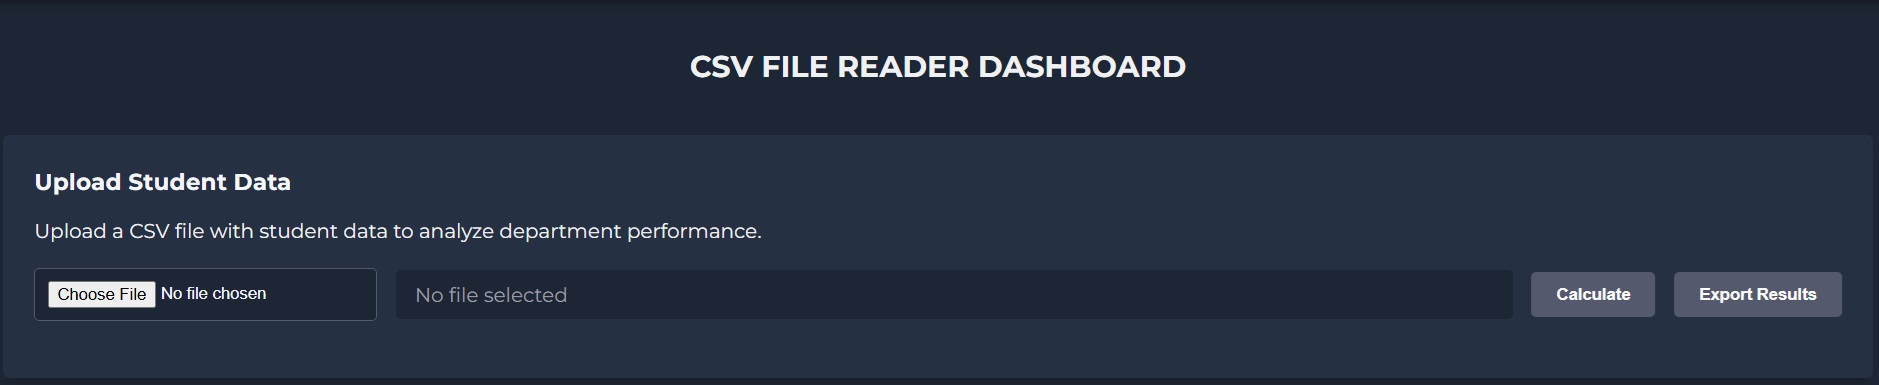 CSV FILE READER DASHBOARD
Upload Student Data
Upload a CSV file with student data to analyze department performance.
Choose File No file chosen No file selected Calculate Export Results